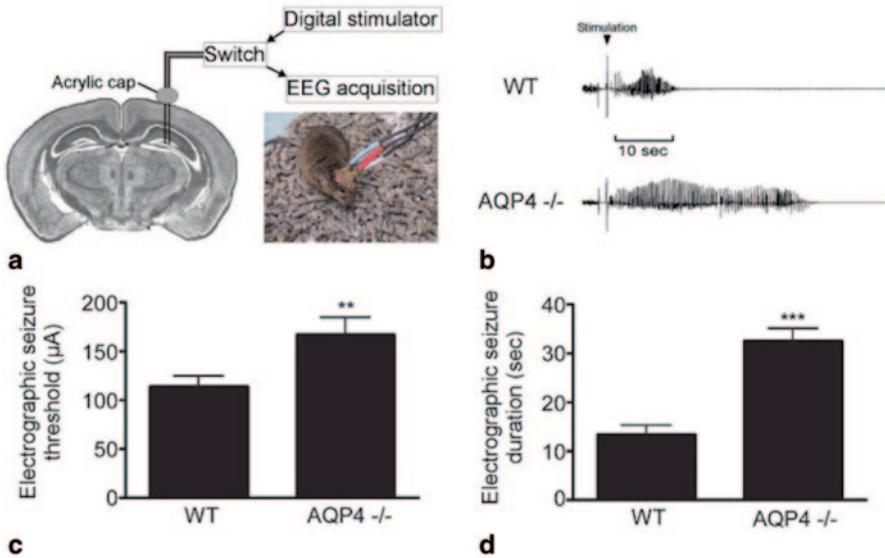 Digital stimulator
Switch
Acrylic cap
EEG acquisition
a
Stimulation
WT
10 sec
AQP4 -/-
b
Electrographic seizure
threshold (µA)
200
150
100
50
0
**
WT
AQP4 -/-
c
Electrographic seizure
duration (sec)
40
30
20
10
0
***
WT
AQP4 -/-
d